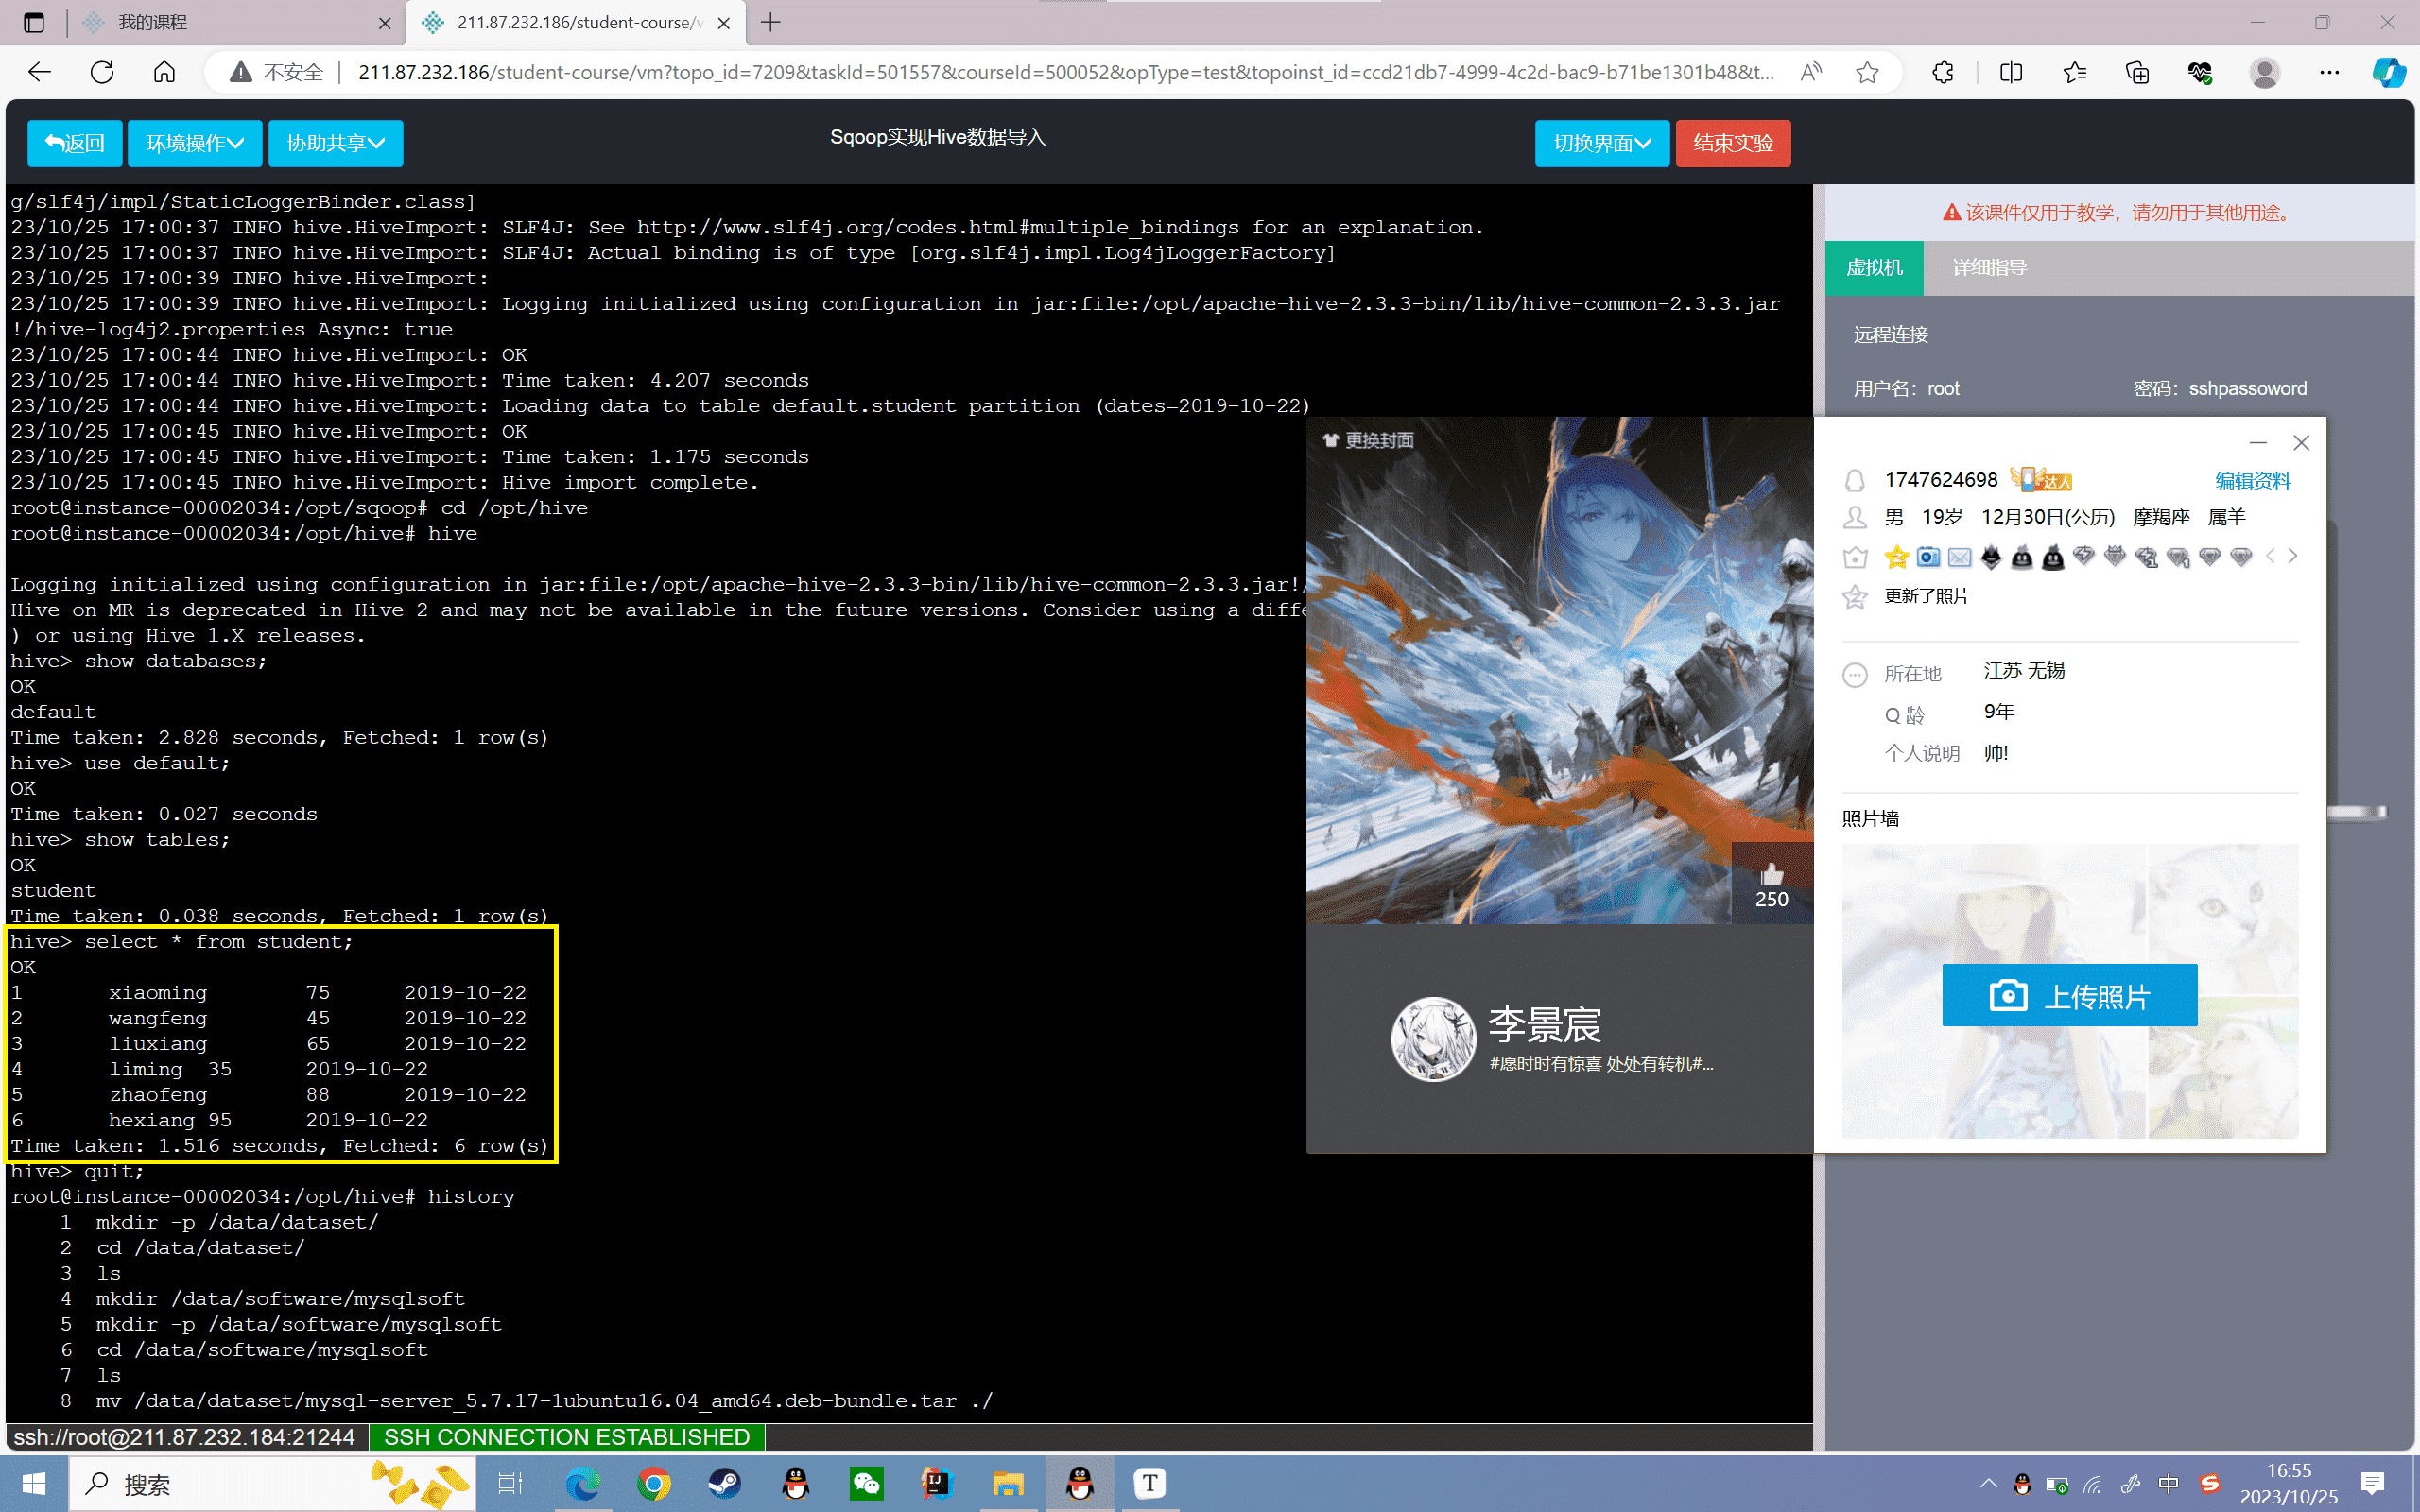 我的课程
211.87.232.186/student-course/v
不安全
211.87.232.186/student-course/vm?topo_id=7209&taskId=501557&courseId=500052&opType=test&topoinst_id=ccd21db7-4999-4c2d-bac9-b71be1301b48&t...
返回
环境操作
协助共享
Sqoop实现Hive数据导入
切换界面
结束实验
g/slf4j/impl/StaticLoggerBinder.class]
23/10/25 17:00:37 INFO hive.HiveImport: SLF4J: See http://www.slf4j.org/codes.html#multiple_bindings for an explanation.
23/10/25 17:00:37 INFO hive.HiveImport: SLF4J: Actual binding is of type [org.slf4j.impl.Log4jLoggerFactory]
23/10/25 17:00:39 INFO hive.HiveImport:
23/10/25 17:00:39 INFO hive.HiveImport: Logging initialized using configuration in jar:file:/opt/apache-hive-2.3.3-bin/lib/hive-common-2.3.3.jar
!/hive-log4j2.properties Async: true
23/10/25 17:00:44 INFO hive.HiveImport: OK
23/10/25 17:00:44 INFO hive.HiveImport: Time taken: 4.207 seconds
23/10/25 17:00:44 INFO hive.HiveImport: Loading data to table default.student partition (dates=2019-10-22)
23/10/25 17:00:45 INFO hive.HiveImport: OK
23/10/25 17:00:45 INFO hive.HiveImport: Time taken: 1.175 seconds
23/10/25 17:00:45 INFO hive.HiveImport: Hive import complete.
root@instance-00002034:/opt/sqoop# cd /opt/hive
root@instance-00002034:/opt/hive# hive
Logging initialized using configuration in jar:file:/opt/apache-hive-2.3.3-bin/lib/hive-common-2.3.3.jar!/
Hive-on-MR is deprecated in Hive 2 and may not be available in the future versions. Consider using a diffe
) or using Hive 1.X releases.
hive> show databases;
OK
default
Time taken: 2.828 seconds, Fetched: 1 row(s)
hive> use default;
OK
Time taken: 0.027 seconds
hive> show tables;
OK
student
Time taken: 0.038 seconds, Fetched: 1 row(s)
hive> select * from student;
OK
1 xiaoming 75 2019-10-22
2 wangfeng 45 2019-10-22
3 liuxiang 65 2019-10-22
4 liming 35 2019-10-22
5 zhaofeng 88 2019-10-22
6 hexiang 95 2019-10-22
Time taken: 1.516 seconds, Fetched: 6 row(s)
hive> quit;
root@instance-00002034:/opt/hive# history
1 mkdir -p /data/dataset/
2 cd /data/dataset/
3 ls
4 mkdir /data/software/mysqlsoft
5 mkdir -p /data/software/mysqlsoft
6 cd /data/software/mysqlsoft
7 ls
8 mv /data/dataset/mysql-server_5.7.17-1ubuntu16.04_amd64.deb-bundle.tar ./
ssh://root@211.87.232.184:21244 SSH CONNECTION ESTABLISHED
该课件仅用于教学，请勿用于其他用途。
虚拟机
详细指导
远程连接
用户名：root 密码：sshpassoword
更换封面
250
李景宸
#愿时时有惊喜 处处有转机#...
1747624698 达人 编辑资料
男 19岁 12月30日(公历) 摩羯座 属羊
更新了照片
所在地 江苏 无锡
Q 龄 9年
个人说明 帅!
照片墙
上传照片
搜索
中
16:55
2023/10/25